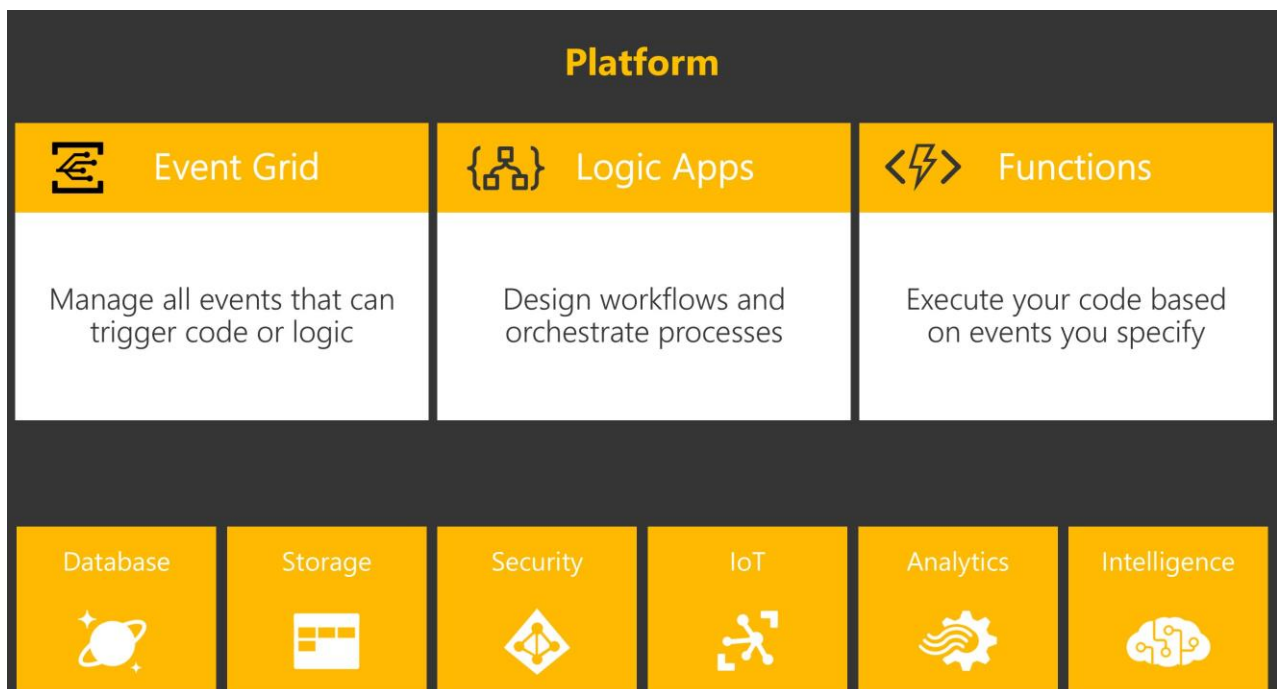 Platform
Event Grid
Manage all events that can
trigger code or logic
Logic Apps
Design workflows and
orchestrate processes
Functions
Execute your code based
on events you specify
Database
Storage
Security
IoT
Analytics
Intelligence